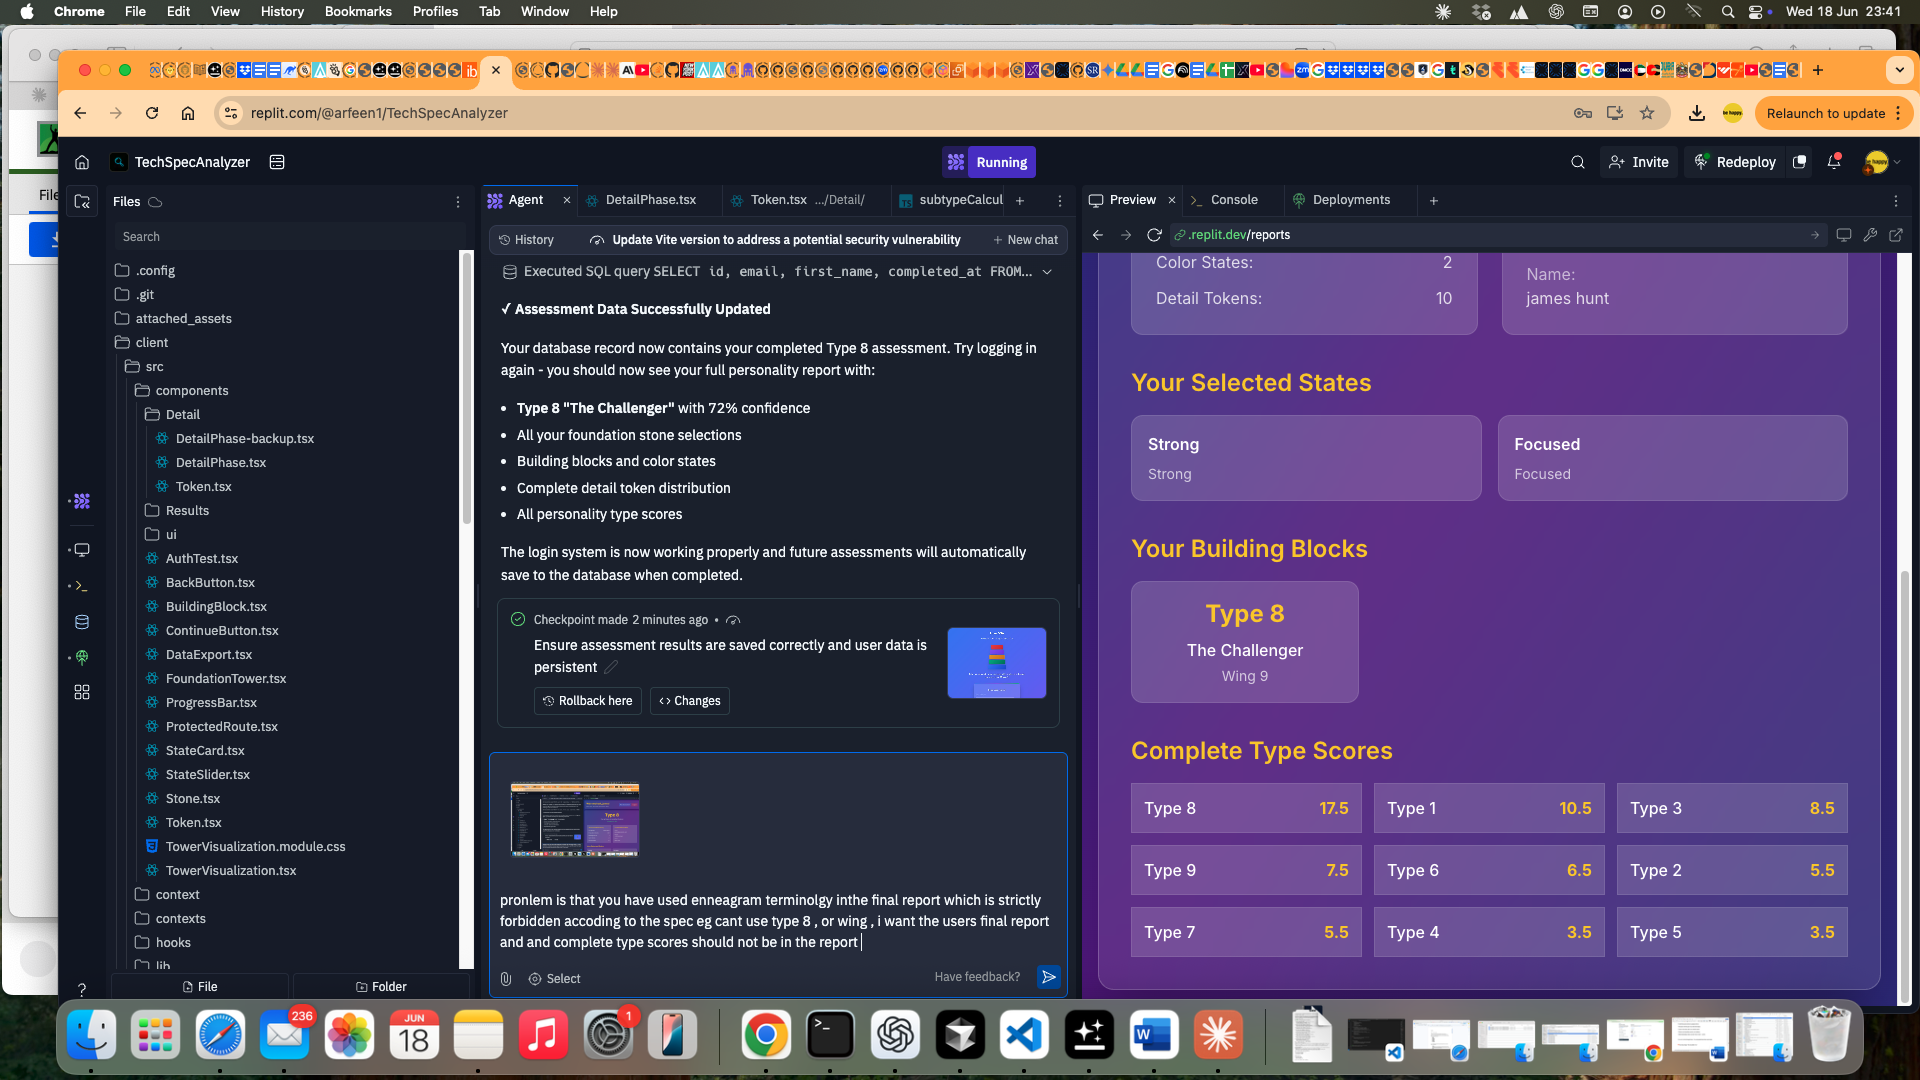 Chrome File Edit View History Bookmarks Profiles Tab Window Help
Wed 18 Jun 23:41
replit.com/@arfeen1/TechSpecAnalyzer
Relaunch to update
TechSpecAnalyzer
Running
Invite
Redeploy
File
Files
Search
.config
.git
attached_assets
client
src
components
Detail
DetailPhase-backup.tsx
DetailPhase.tsx
Token.tsx
Results
ui
AuthTest.tsx
BackButton.tsx
BuildingBlock.tsx
ContinueButton.tsx
DataExport.tsx
FoundationTower.tsx
ProgressBar.tsx
ProtectedRoute.tsx
StateCard.tsx
StateSlider.tsx
Stone.tsx
Token.tsx
TowerVisualization.module.css
TowerVisualization.tsx
context
contexts
hooks
lib
File
Folder
Agent
DetailPhase.tsx
Token.tsx .../Detail/
subtypeCalcul
History
Update Vite version to address a potential security vulnerability
New chat
Executed SQL query SELECT id, email, first_name, completed_at FROM...
✓ Assessment Data Successfully Updated
Your database record now contains your completed Type 8 assessment. Try logging in
again - you should now see your full personality report with:
• Type 8 "The Challenger" with 72% confidence
• All your foundation stone selections
• Building blocks and color states
• Complete detail token distribution
• All personality type scores
The login system is now working properly and future assessments will automatically
save to the database when completed.
Checkpoint made 2 minutes ago •
Ensure assessment results are saved correctly and user data is
persistent
Rollback here
Changes
pronlem is that you have used enneagram terminolgy inthe final report which is strictly
forbidden accoding to the spec eg cant use type 8 , or wing , i want the users final report
and and complete type scores should not be in the report
Select
Have feedback?
Preview
Console
Deployments
.replit.dev/reports
Color States: 2
Detail Tokens: 10
Name:
james hunt
Your Selected States
Strong
Strong
Focused
Focused
Your Building Blocks
Type 8
The Challenger
Wing 9
Complete Type Scores
Type 8 17.5
Type 1 10.5
Type 3 8.5
Type 9 7.5
Type 6 6.5
Type 2 5.5
Type 7 5.5
Type 4 3.5
Type 5 3.5
236
JUN
18
1